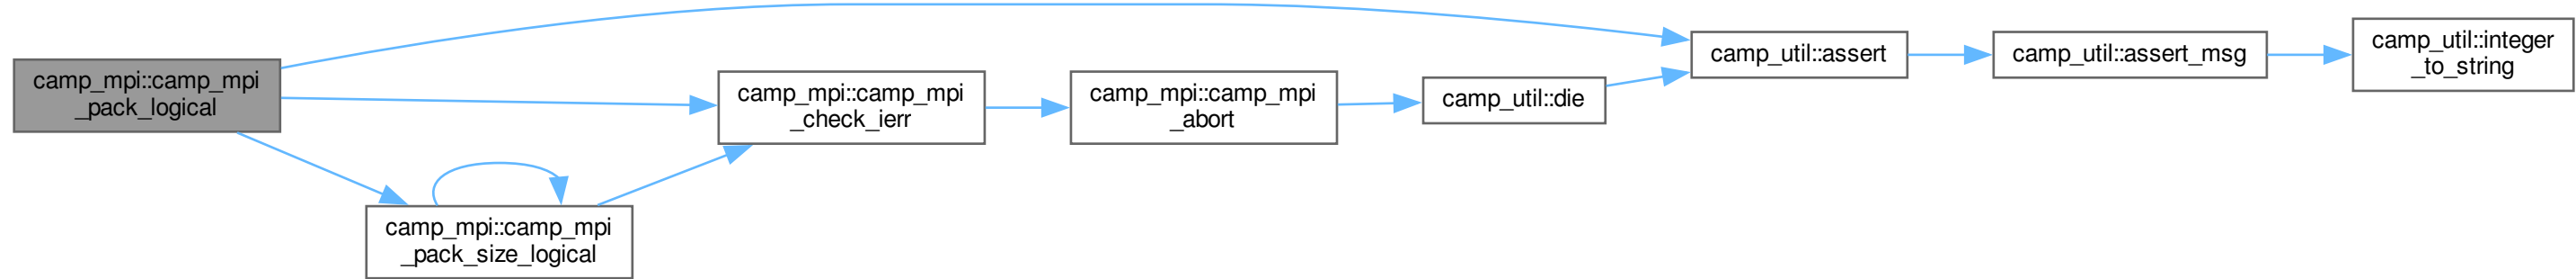 camp_mpi::camp_mpi
_pack_logical
camp_mpi::camp_mpi
_pack_size_logical
camp_mpi::camp_mpi
_check_ierr
camp_mpi::camp_mpi
_abort
camp_util::die
camp_util::assert
camp_util::assert_msg
camp_util::integer
_to_string